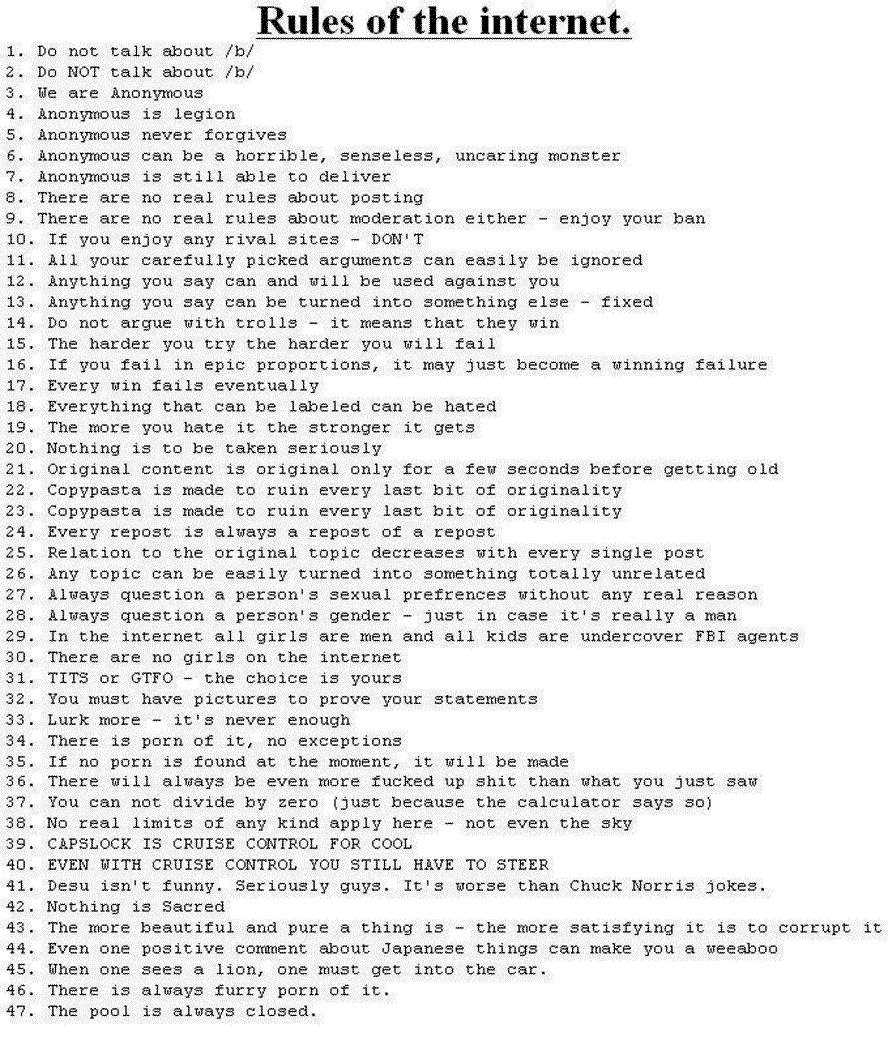 Rules of the internet.
1. Do not talk about /b/
2. Do NOT talk about /b/
3. We are Anonymous
4. Anonymous is legion
5. Anonymous never forgives
6. Anonymous can be a horrible, senseless, uncaring monster
7. Anonymous is still able to deliver
8. There are no real rules about posting
9. There are no real rules about moderation either - enjoy your ban
10. If you enjoy any rival sites - DON'T
11. All your carefully picked arguments can easily be ignored
12. Anything you say can and will be used against you
13. Anything you say can be turned into something else - fixed
14. Do not argue with trolls - it means that they win
15. The harder you try the harder you will fail
16. If you fail in epic proportions, it may just become a winning failure
17. Every win fails eventually
18. Everything that can be labeled can be hated
19. The more you hate it the stronger it gets
20. Nothing is to be taken seriously
21. Original content is original only for a few seconds before getting old
22. Copypasta is made to ruin every last bit of originality
23. Copypasta is made to ruin every last bit of originality
24. Every repost is always a repost of a repost
25. Relation to the original topic decreases with every single post
26. Any topic can be easily turned into something totally unrelated
27. Always question a person's sexual prefrences without any real reason
28. Always question a person's gender - just in case it's really a man
29. In the internet all girls are men and all kids are undercover FBI agents
30. There are no girls on the internet
31. TITS or GTFO - the choice is yours
32. You must have pictures to prove your statements
33. Lurk more - it's never enough
34. There is porn of it, no exceptions
35. If no porn is found at the moment, it will be made
36. There will always be even more fucked up shit than what you just saw
37. You can not divide by zero (just because the calculator says so)
38. No real limits of any kind apply here - not even the sky
39. CAPSLOCK IS CRUISE CONTROL FOR COOL
40. EVEN WITH CRUISE CONTROL YOU STILL HAVE TO STEER
41. Desu isn't funny. Seriously guys. It's worse than Chuck Norris jokes.
42. Nothing is Sacred
43. The more beautiful and pure a thing is - the more satisfying it is to corrupt it
44. Even one positive comment about Japanese things can make you a weeaboo
45. When one sees a lion, one must get into the car.
46. There is always furry porn of it.
47. The pool is always closed.